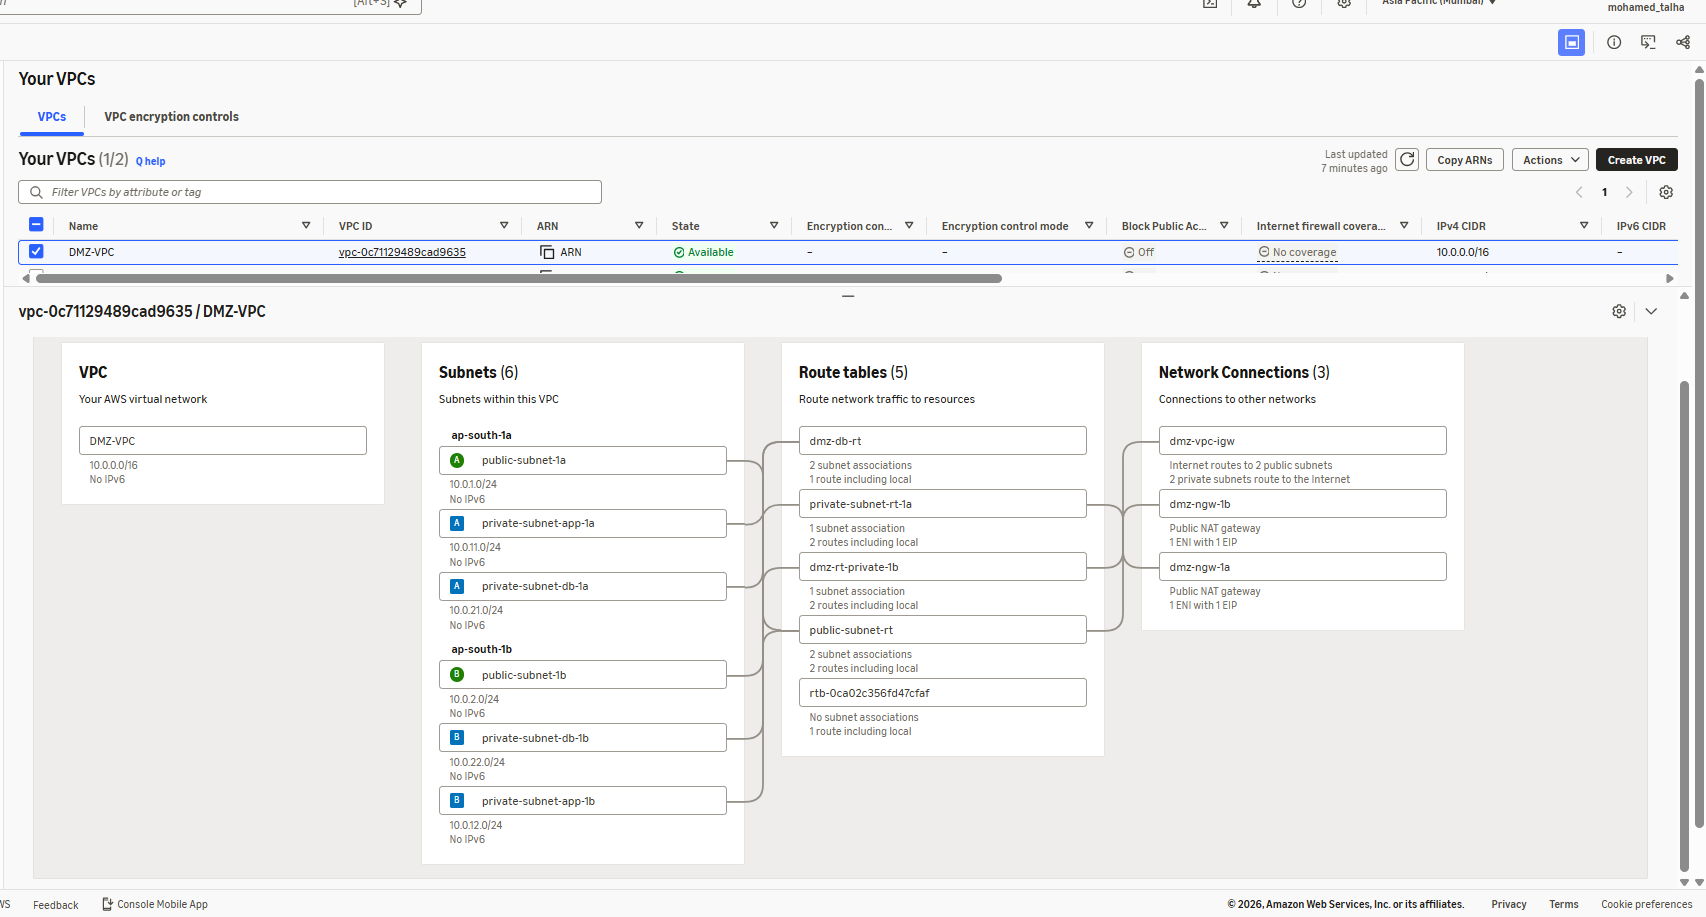 [Alt+S]
Asia Pacific (Mumbai)
mohamed_talha
Your VPCs
VPCs
VPC encryption controls
Your VPCs (1/2) Q help
Last updated
7 minutes ago
Copy ARNs
Actions
Create VPC
Filter VPCs by attribute or tag
1
Name VPC ID ARN State Encryption con... Encryption control mode Block Public Ac... Internet firewall covera... IPv4 CIDR IPv6 CIDR
DMZ-VPC vpc-0c71129489cad9635 ARN Available – – Off No coverage 10.0.0.0/16 –
vpc-0c71129489cad9635 / DMZ-VPC
VPC
Your AWS virtual network
DMZ-VPC
10.0.0.0/16
No IPv6
Subnets (6)
Subnets within this VPC
ap-south-1a
A public-subnet-1a
10.0.1.0/24
No IPv6
A private-subnet-app-1a
10.0.11.0/24
No IPv6
A private-subnet-db-1a
10.0.21.0/24
No IPv6
ap-south-1b
B public-subnet-1b
10.0.2.0/24
No IPv6
B private-subnet-db-1b
10.0.22.0/24
No IPv6
B private-subnet-app-1b
10.0.12.0/24
No IPv6
Route tables (5)
Route network traffic to resources
dmz-db-rt
2 subnet associations
1 route including local
private-subnet-rt-1a
1 subnet association
2 routes including local
dmz-rt-private-1b
1 subnet association
2 routes including local
public-subnet-rt
2 subnet associations
2 routes including local
rtb-0ca02c356fd47cfaf
No subnet associations
1 route including local
Network Connections (3)
Connections to other networks
dmz-vpc-igw
Internet routes to 2 public subnets
2 private subnets route to the Internet
dmz-ngw-1b
Public NAT gateway
1 ENI with 1 EIP
dmz-ngw-1a
Public NAT gateway
1 ENI with 1 EIP
Feedback
Console Mobile App
© 2026, Amazon Web Services, Inc. or its affiliates.
Privacy
Terms
Cookie preferences